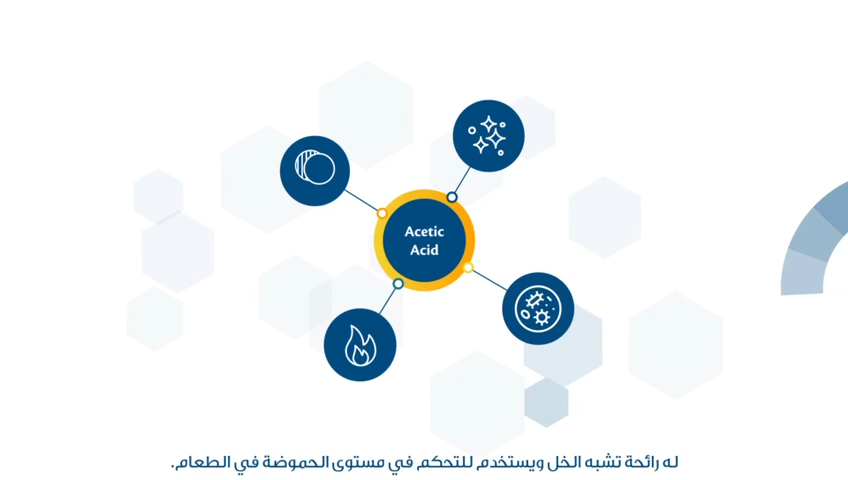 Acetic
Acid
له رائحة تشبه الخل ويستخدم للتحكم في مستوى الحموضة في الطعام.